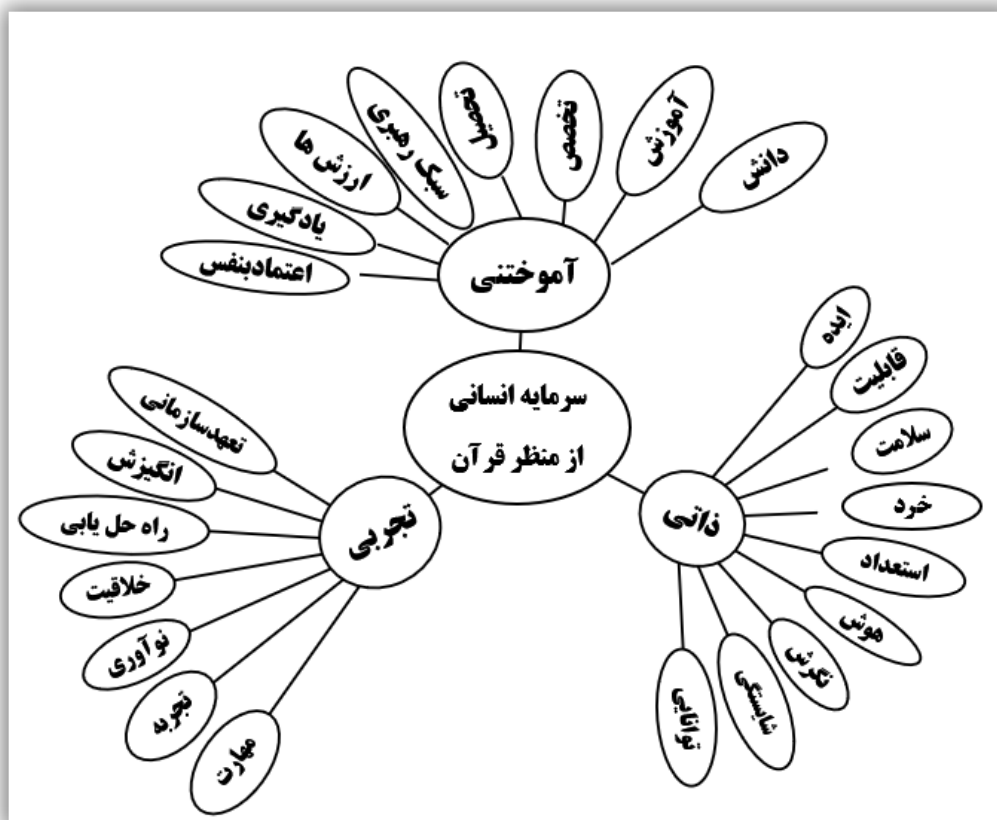 سرمایه انسانی
از منظر قرآن
آموختنی
دانش
آموزش
تخصص
تحصیل
سبک رهبری
ارزش ها
یادگیری
اعتمادبنفس
ذاتی
ایده
قابلیت
سلامت
خرد
استعداد
هوش
نگرش
شایستگی
توانایی
تجربی
تعهدسازمانی
انگیزش
راه حل یابی
خلاقیت
نوآوری
تجربه
مهارت